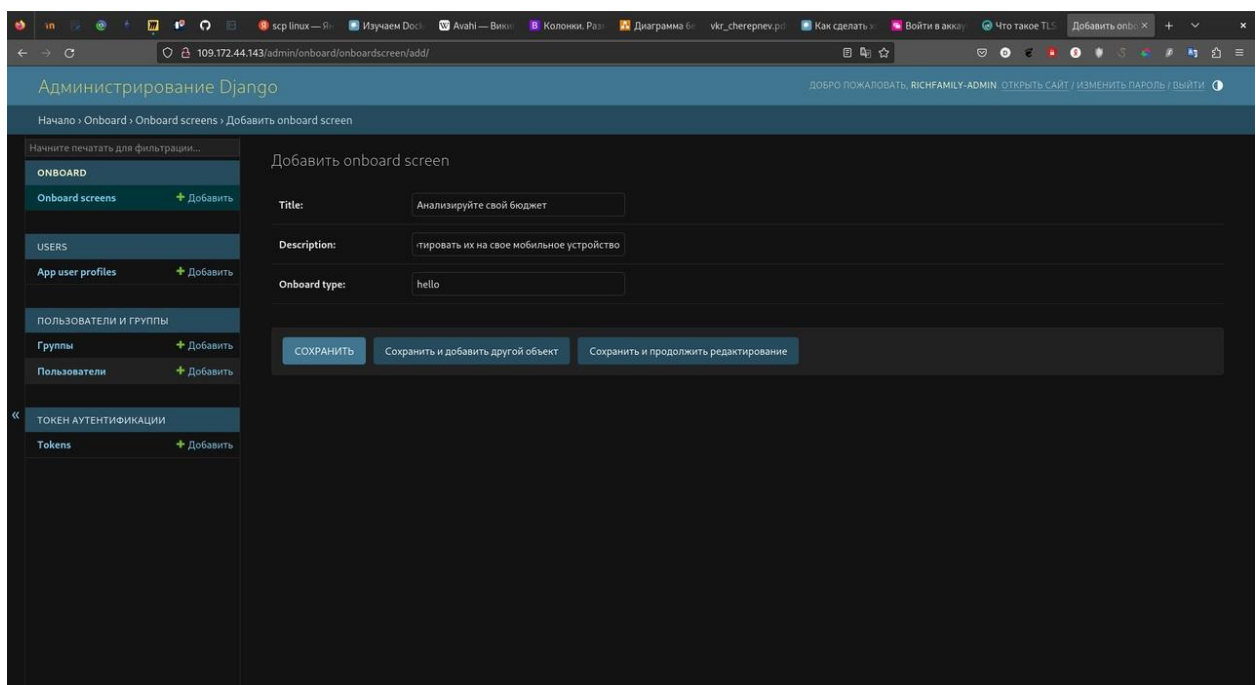 scp linux — Ян
Изучаем Dock
Avahi — Вики
Колонки. Раз
Диаграмма
vkr_cherepnev.pd
Как сделать
Войти в аккау
Что такое TLS
Добавить onbo
109.172.44.143/admin/onboard/onboardscreen/add/
Администрирование Django
ДОБРО ПОЖАЛОВАТЬ, RICHFAMILY-ADMIN. ОТКРЫТЬ САЙТ / ИЗМЕНИТЬ ПАРОЛЬ / ВЫЙТИ
Начало › Onboard › Onboard screens › Добавить onboard screen
Начните печатать для фильтрации...
ONBOARD
Onboard screens + Добавить
USERS
App user profiles + Добавить
ПОЛЬЗОВАТЕЛИ И ГРУППЫ
Группы + Добавить
Пользователи + Добавить
ТОКЕН АУТЕНТИФИКАЦИИ
Tokens + Добавить
«
Добавить onboard screen
Title: Анализируйте свой бюджет
Description: тировать их на свое мобильное устройство
Onboard type: hello
СОХРАНИТЬ Сохранить и добавить другой объект Сохранить и продолжить редактирование